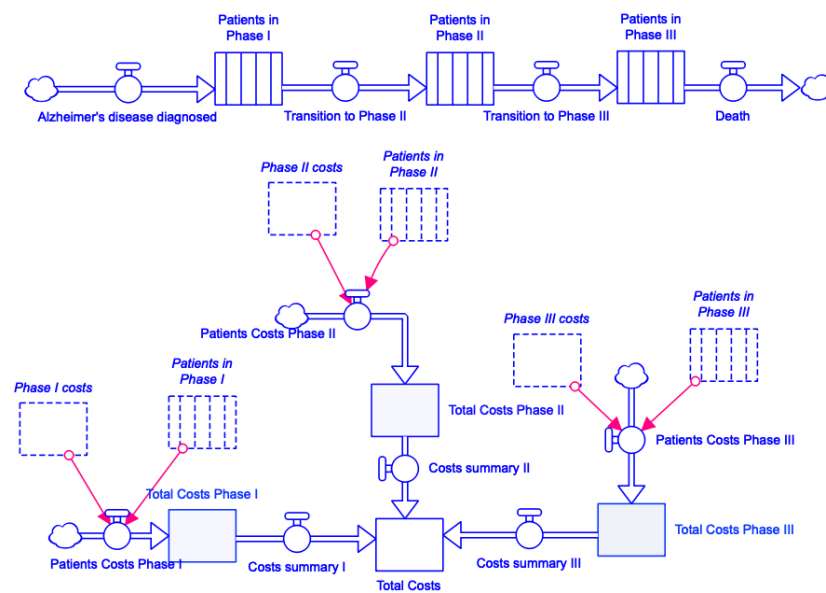 Patients in
Phase I
Patients in
Phase II
Patients in
Phase III
Alzheimer's disease diagnosed
Transition to Phase II
Transition to Phase III
Death
Phase II costs
Patients in
Phase II
Patients Costs Phase II
Phase III costs
Patients in
Phase III
Phase I costs
Patients in
Phase I
Total Costs Phase II
Patients Costs Phase III
Costs summary II
Total Costs Phase I
Total Costs Phase III
Patients Costs Phase I
Costs summary I
Total Costs
Costs summary III